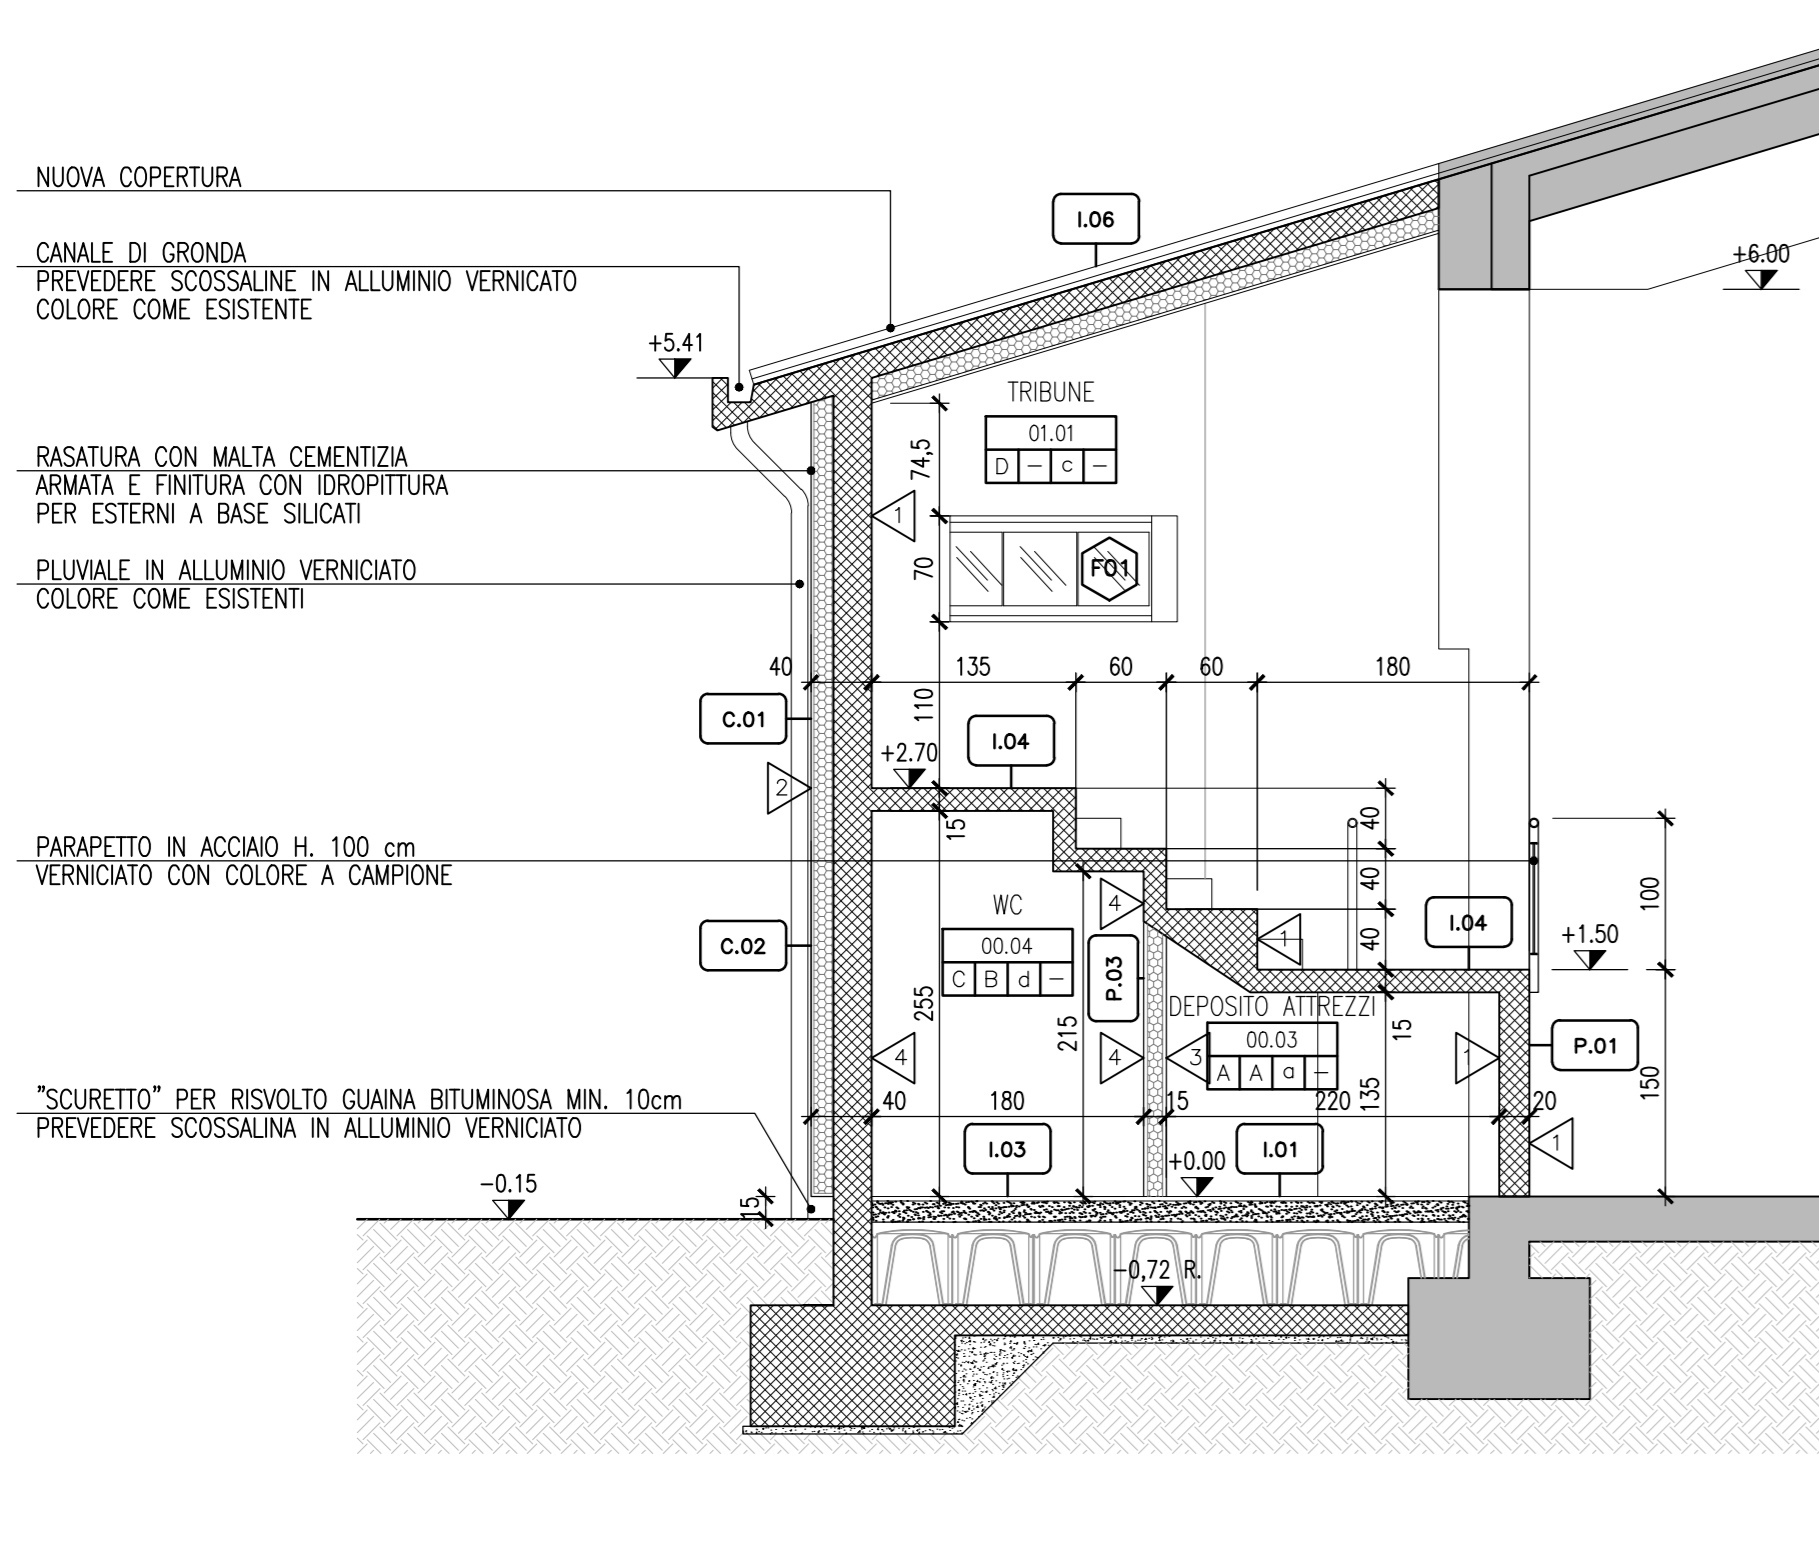 NUOVA COPERTURA
CANALE DI GRONDA
PREVEDERE SCOSSALINE IN ALLUMINIO VERNICATO
COLORE COME ESISTENTE
RASATURA CON MALTA CEMENTIZIA
ARMATA E FINITURA CON IDROPITTURA
PER ESTERNI A BASE SILICATI
PLUVIALE IN ALLUMINIO VERNICIATO
COLORE COME ESISTENTI
PARAPETTO IN ACCIAIO H. 100 cm
VERNICIATO CON COLORE A CAMPIONE
"SCURETTO" PER RISVOLTO GUAINA BITUMINOSA MIN. 10cm
PREVEDERE SCOSSALINA IN ALLUMINIO VERNICIATO
I.06
+6.00
+5.41
TRIBUNE
01.01
D - c -
74,5
1
70
F01
40 135 60 60 180
110
C.01
I.04
+2.70
2
15
40
40
40
100
WC
00.04
C B d -
4
P.03
1
I.04
+1.50
C.02
255
215
DEPOSITO ATTREZZI
00.03
A A a -
15
4
4
3
1
P.01
135
150
40 180 15 220 20
I.03
I.01
1
+0.00
-0.15
15
-0,72 R.